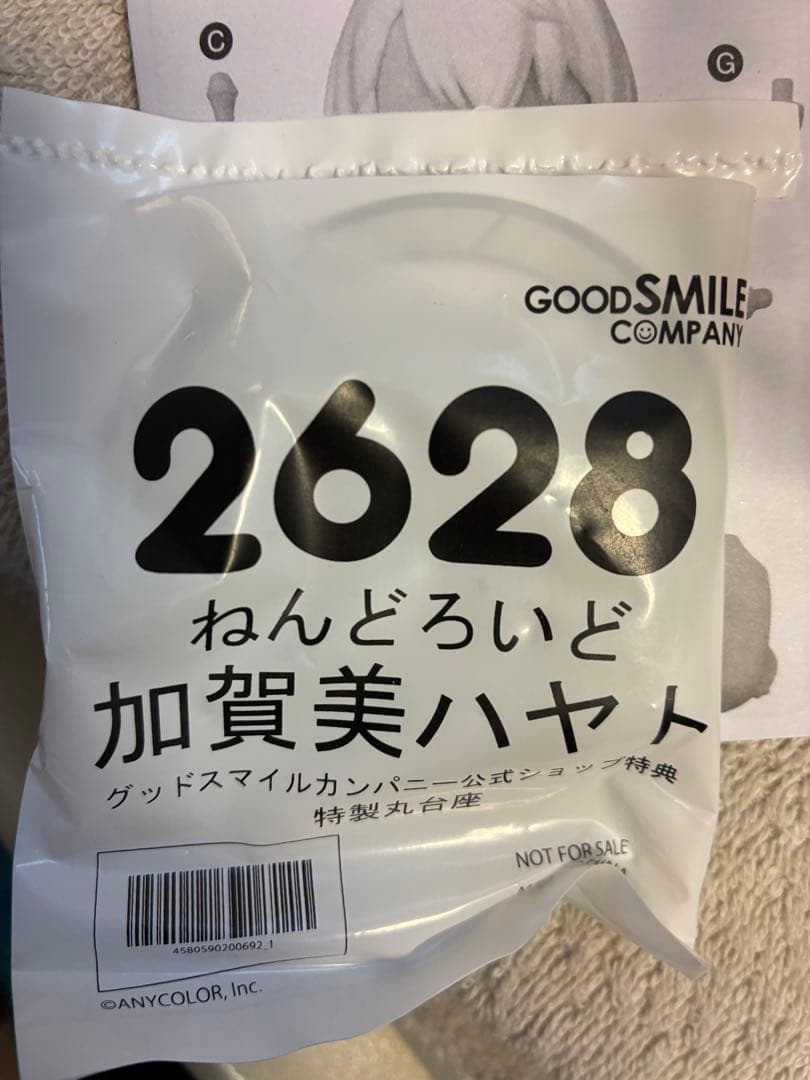 C
G
GOODSMILE
COMPANY
2628
ねんどろいど
加賀美ハヤト
グッドスマイルカンパニー公式ショップ特典
特製丸台座
NOT FOR SALE
4580590200692_1
©ANYCOLOR, Inc.